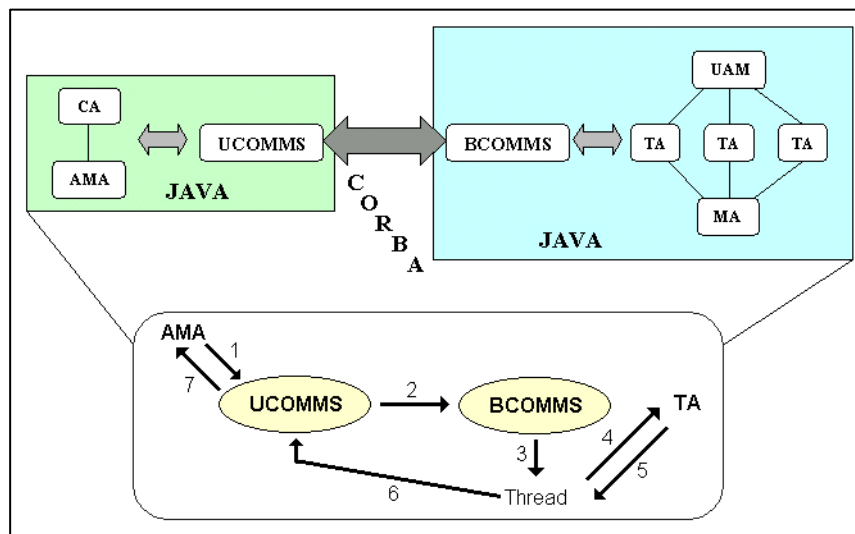 CA
AMA
UCOMMS
JAVA
CORBA
BCOMMS
UAM
TA
TA
TA
MA
JAVA
AMA
1
7
UCOMMS
2
BCOMMS
3
4
5
TA
6
Thread